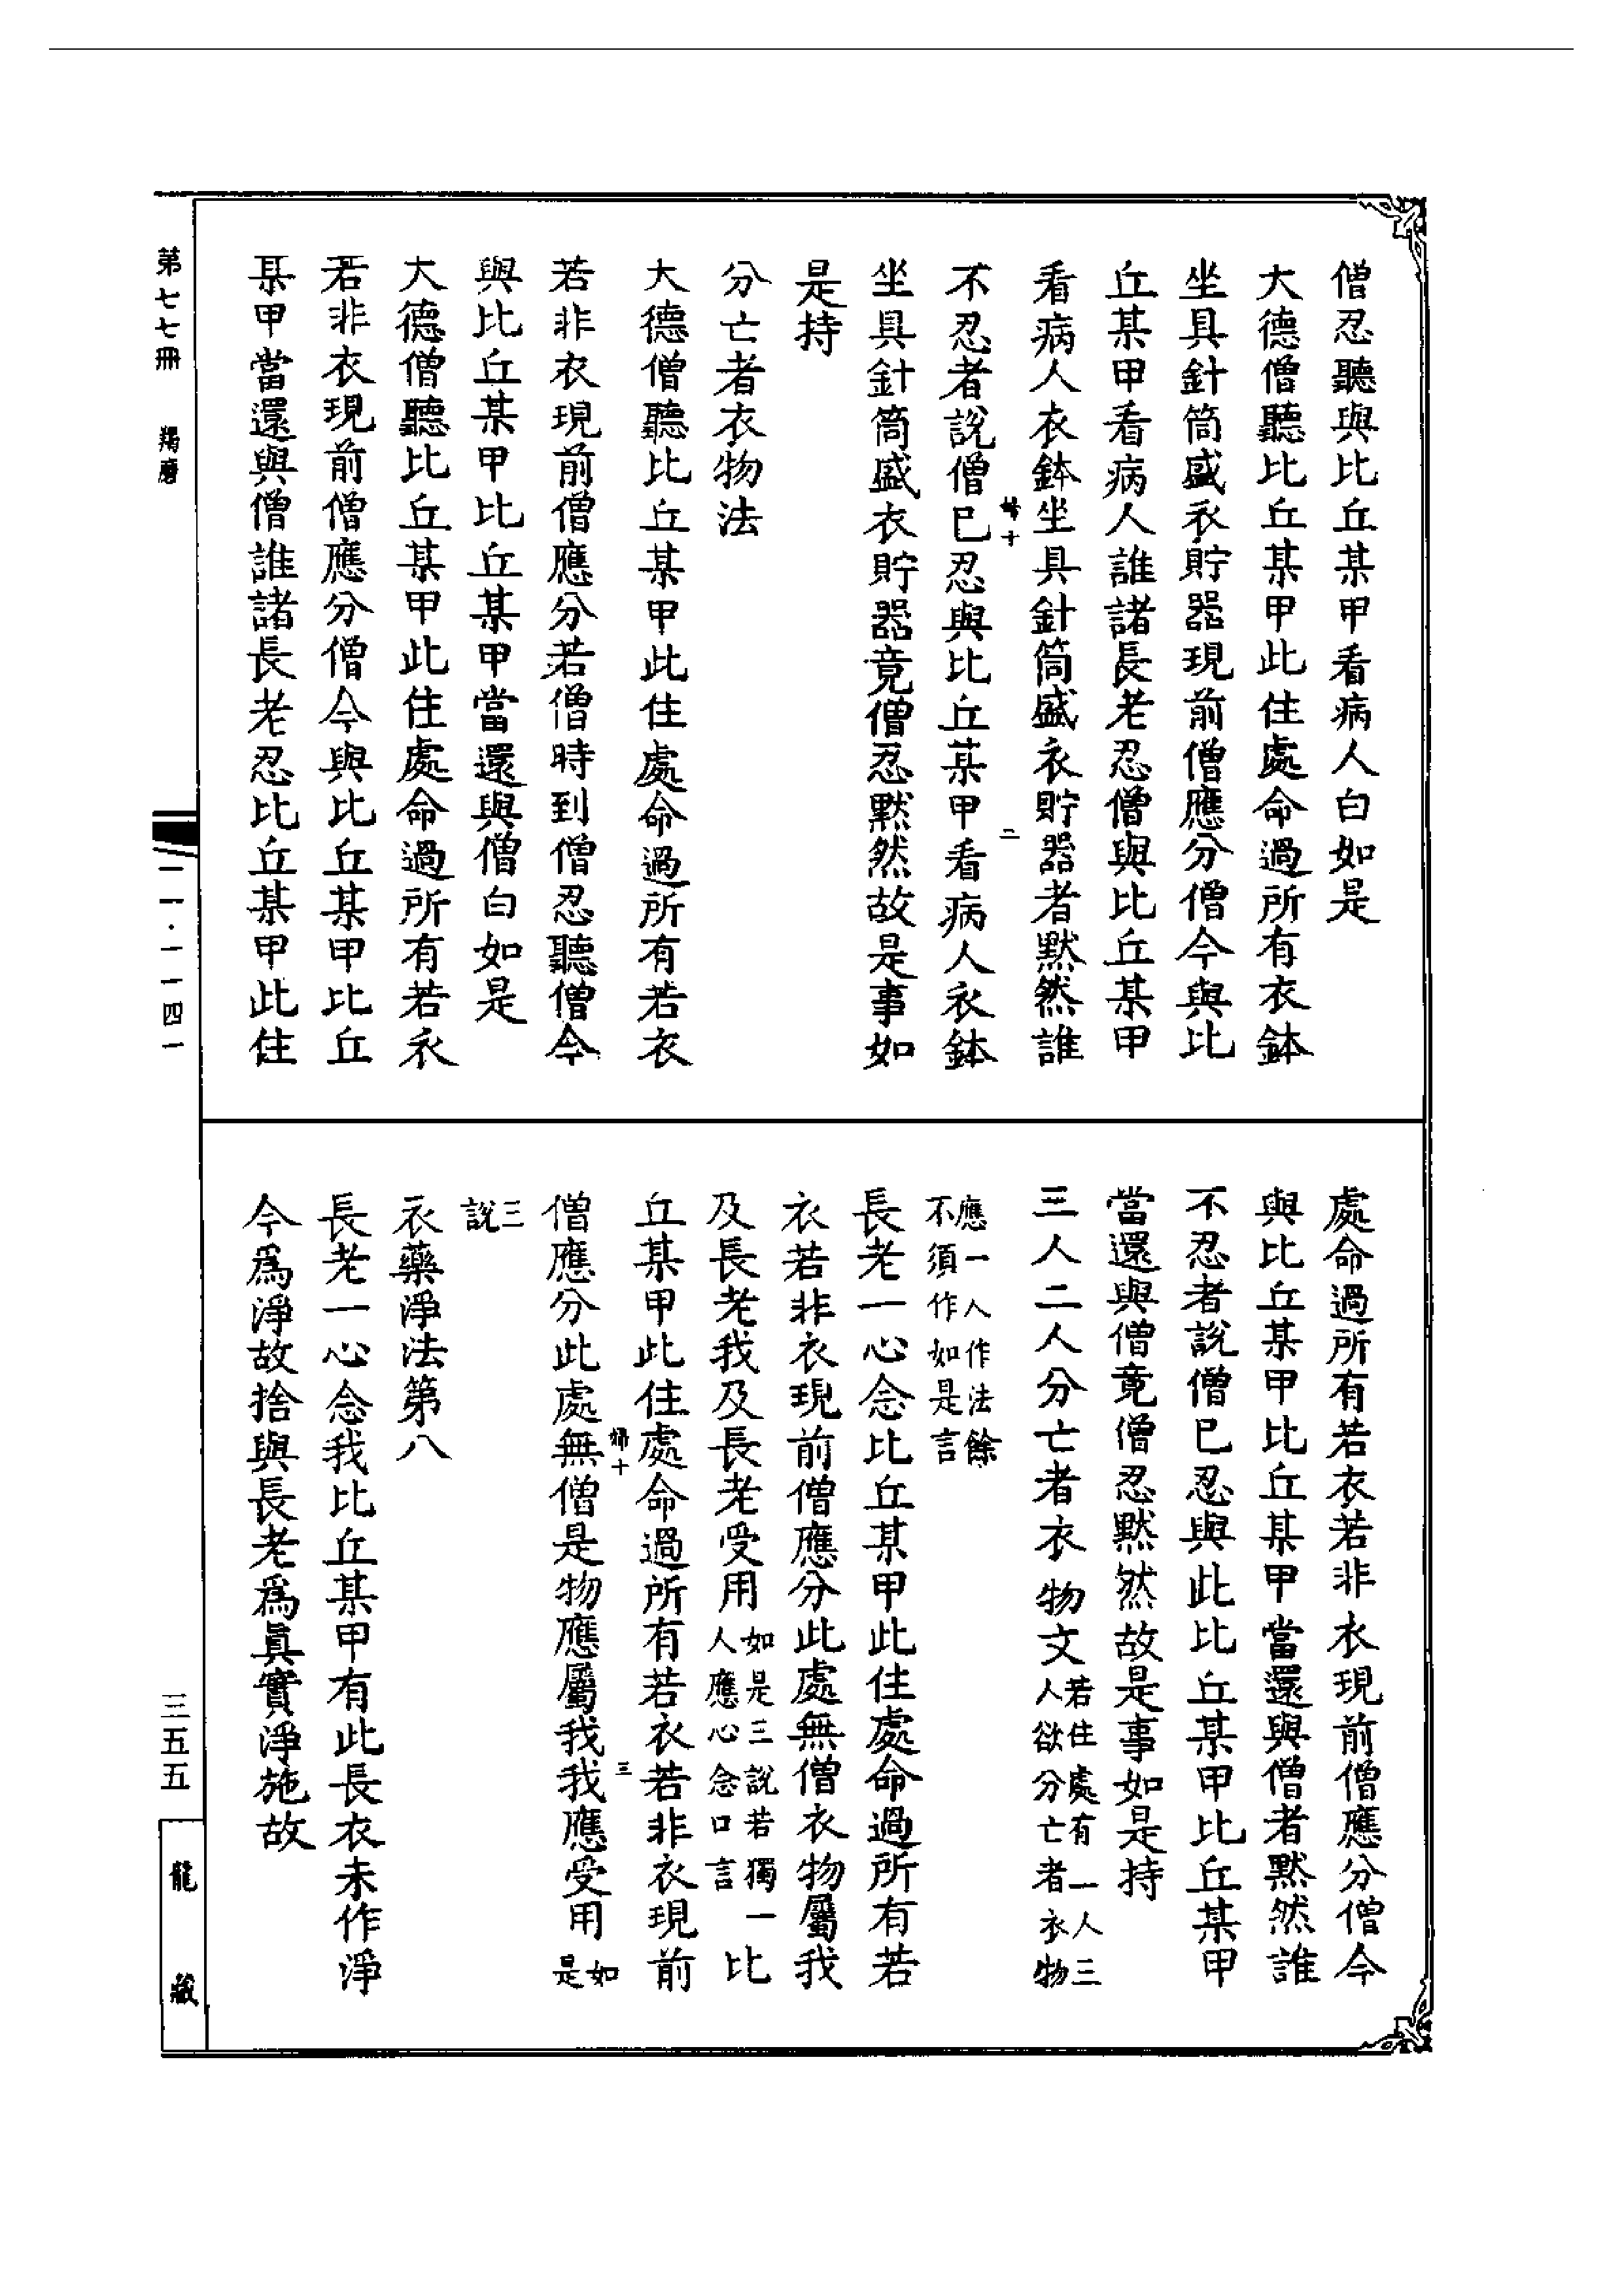 僧忍聽與比丘某甲看病人白如是
大德僧聽比丘某甲此住處命過所有衣鉢
坐具針筒盛衣貯器現前僧應分僧今與比
丘某甲看病人誰諸長老忍僧與比丘某甲
看病人衣鉢坐具針筒盛衣貯器者默然誰
不忍者說僧已忍與比丘某甲看病人衣鉢
坐具針筒盛衣貯器竟僧忍默然故是事如
是持
分亡者衣物法
大德僧聽比丘某甲此住處命過所有若衣
若非衣現前僧應分若僧時到僧忍聽僧今
與比丘某甲比丘某甲當還與僧白如是
大德僧聽比丘某甲此住處命過所有若衣
若非衣現前僧應分僧今與比丘某甲比丘
某甲當還與僧誰諸長老忍比丘某甲此住
處命過所有若衣若非衣現前僧應分僧今
與比丘某甲比丘某甲當還與僧者默然誰
不忍者說僧已忍與此比丘某甲比丘某甲
當還與僧竟僧忍默然故是事如是持
三人二人分亡者衣物文若住處有一人三
人欲分亡者衣物
應一人作法餘
不須作如是言
長老一心念比丘某甲此住處命過所有若
衣若非衣現前僧應分此處無僧衣物屬我
及長老我及長老受用如是三說若獨一比
人應心念口言
丘某甲此住處命過所有若衣若非衣現前
僧應分此處無僧是物應屬我我應受用如
是
三
說
衣藥淨法第八
長老一心念我比丘某甲有此長衣未作淨
今爲淨故捨與長老爲眞實淨施故
第七七冊
羯磨
二一·一一四一
三五五
龍藏
二
三